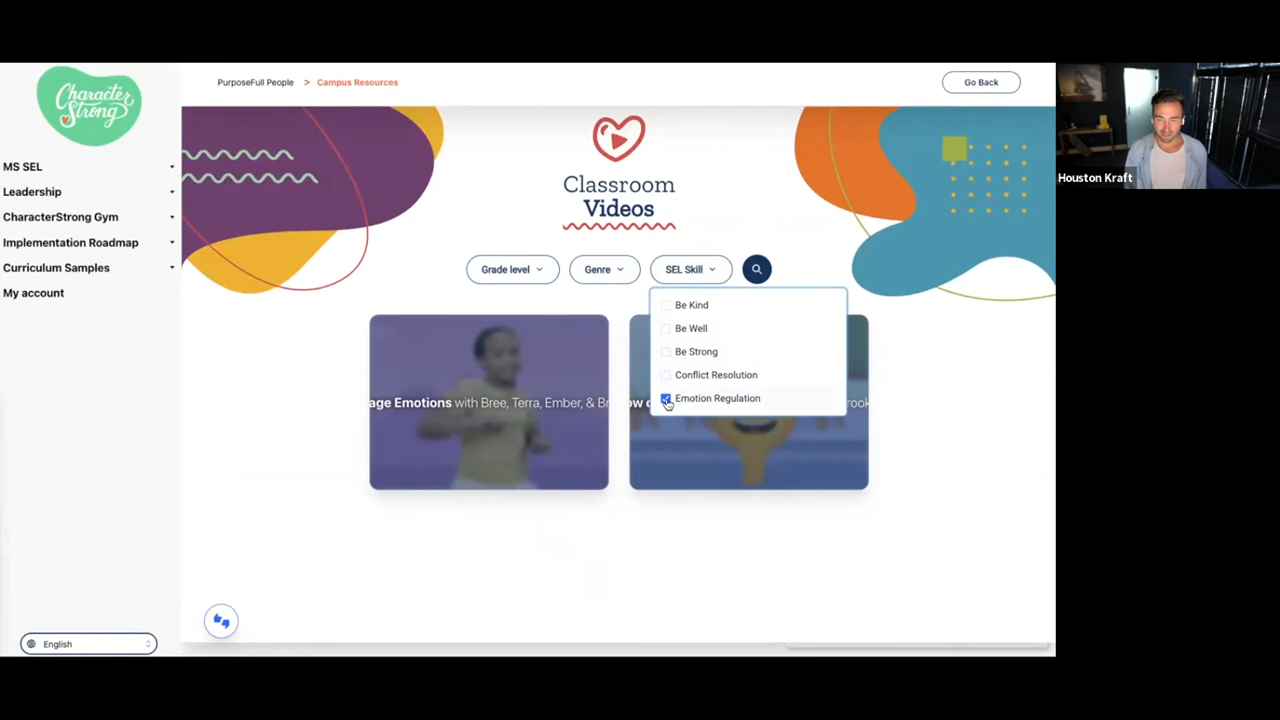 Character
Strong
MS SEL
Leadership
CharacterStrong Gym
Implementation Roadmap
Curriculum Samples
My account
English
PurposeFull People > Campus Resources
Go Back
Classroom
Videos
Grade level
Genre
SEL Skill
Be Kind
Be Well
Be Strong
Conflict Resolution
Emotion Regulation
age Emotions with Bree, Terra, Ember, & Br
Houston Kraft